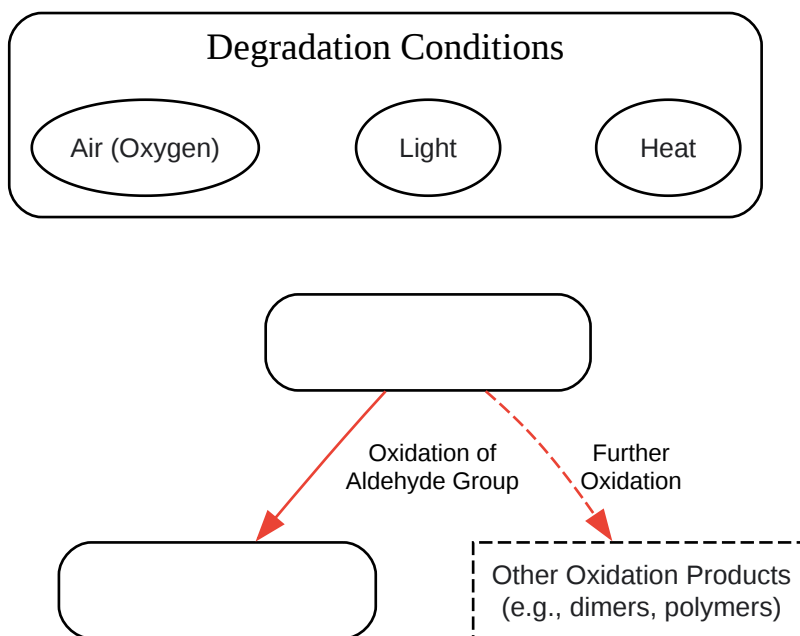 Degradation Conditions
Air (Oxygen)
Light
Heat
Oxidation of
Aldehyde Group
Further
Oxidation
Other Oxidation Products
(e.g., dimers, polymers)